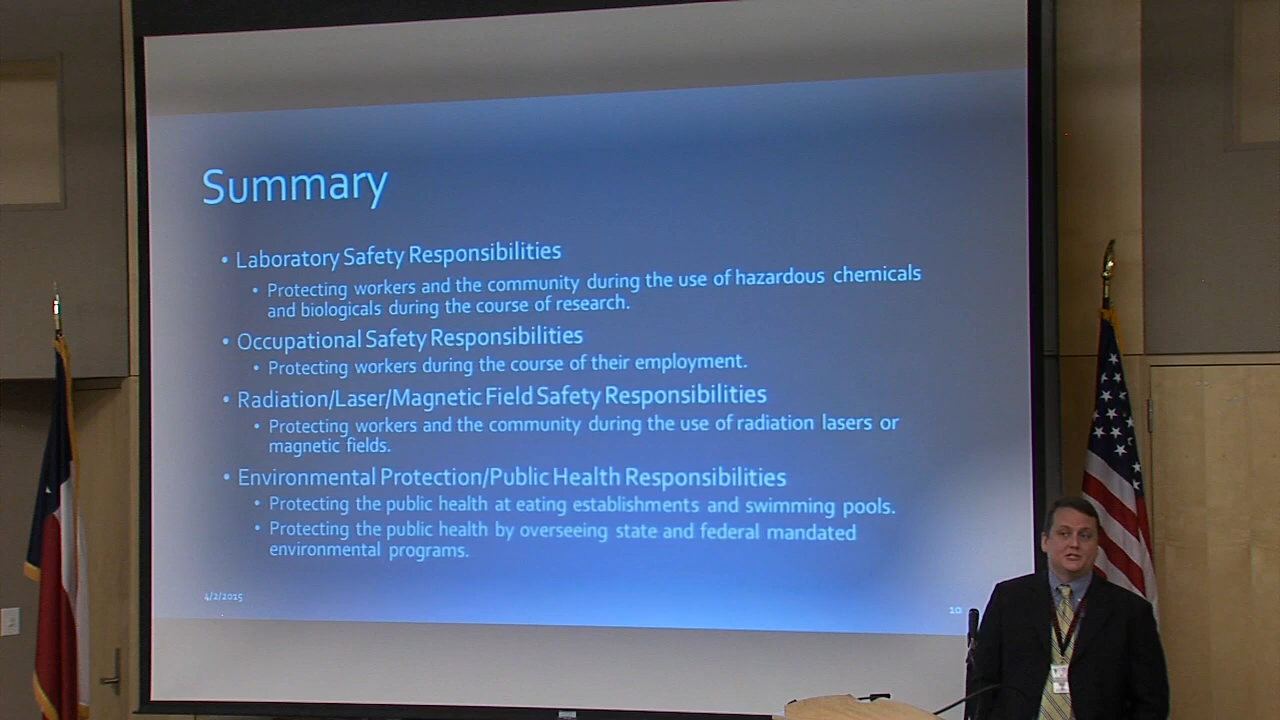 Summary
• Laboratory Safety Responsibilities
• Protecting workers and the community during the use of hazardous chemicals
and biologicals during the course of research.
• Occupational Safety Responsibilities
• Protecting workers during the course of their employment.
• Radiation/Laser/Magnetic Field Safety Responsibilities
• Protecting workers and the community during the use of radiation lasers or
magnetic fields.
• Environmental Protection/Public Health Responsibilities
• Protecting the public health at eating establishments and swimming pools.
• Protecting the public health by overseeing state and federal mandated
environmental programs.
4/2/2015
10